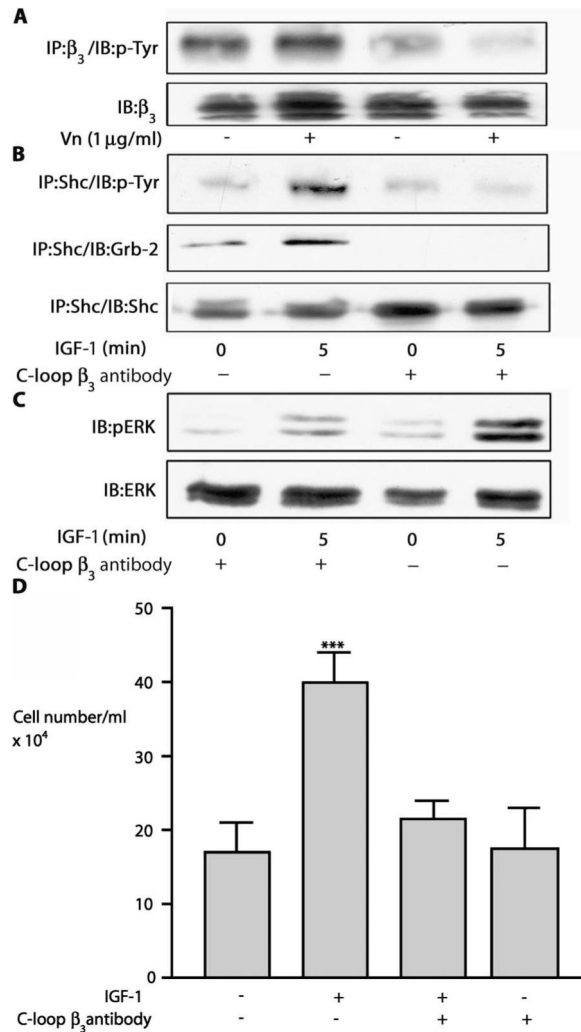 A
IP:β3/IB:p-Tyr
IB:β3
Vn (1 μg/ml) - + - +
B
IP:Shc/IB:p-Tyr
IP:Shc/IB:Grb-2
IP:Shc/IB:Shc
IGF-1 (min) 0 5 0 5
C-loop β3 antibody – – + +
C
IB:pERK
IB:ERK
IGF-1 (min) 0 5 0 5
C-loop β3 antibody + + – –
D
50
***
40
Cell number/ml
x 10⁴
30
20
10
0
IGF-1 - + + -
C-loop β3 antibody - - + +